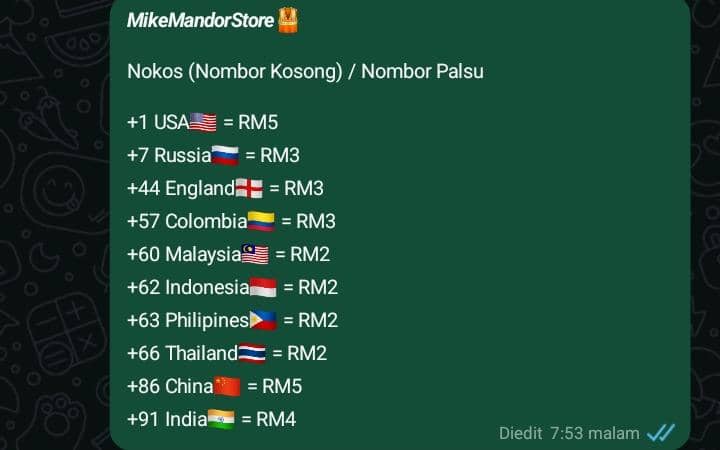 MikeMandorStore
Nokos (Nombor Kosong) / Nombor Palsu
+1 USA🇺🇸 = RM5
+7 Russia🇷🇺 = RM3
+44 England🏴󠁧󠁢󠁥󠁮󠁧󠁿 = RM3
+57 Colombia🇨🇴 = RM3
+60 Malaysia🇲🇾 = RM2
+62 Indonesia🇮🇩 = RM2
+63 Philipines🇵🇭 = RM2
+66 Thailand🇹🇭 = RM2
+86 China🇨🇳 = RM5
+91 India🇮🇳 = RM4
Diedit 7:53 malam